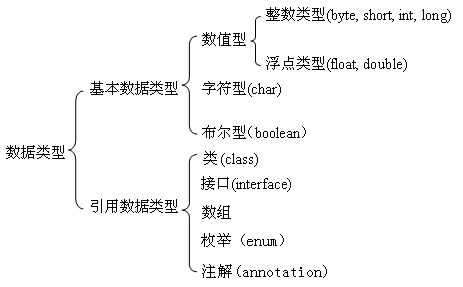 整数类型(byte, short, int, long)
数值型
浮点类型(float, double)
基本数据类型
字符型(char)
布尔型(boolean)
数据类型
类(class)
接口(interface)
引用数据类型
数组
枚举（enum）
注解(annotation)